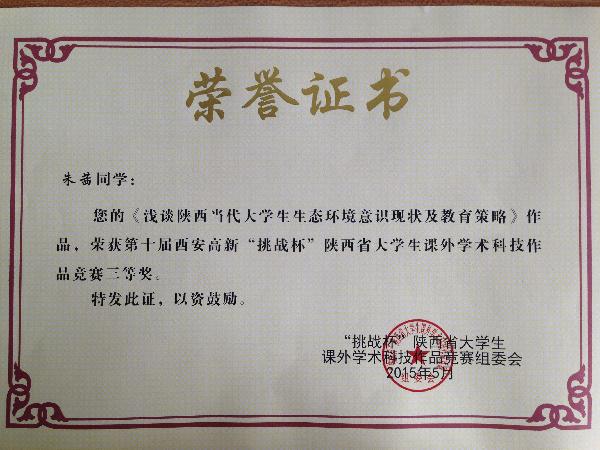 荣誉证书
朱茜同学：
您的《浅谈陕西当代大学生生态环境意识现状及教育策略》作
品，荣获第十届西安高新“挑战杯”陕西省大学生课外学术科技作
品竞赛三等奖。
特发此证，以资鼓励。
“挑战杯”陕西省大学生
课外学术科技作品竞赛组委会
2015年5月
组委会